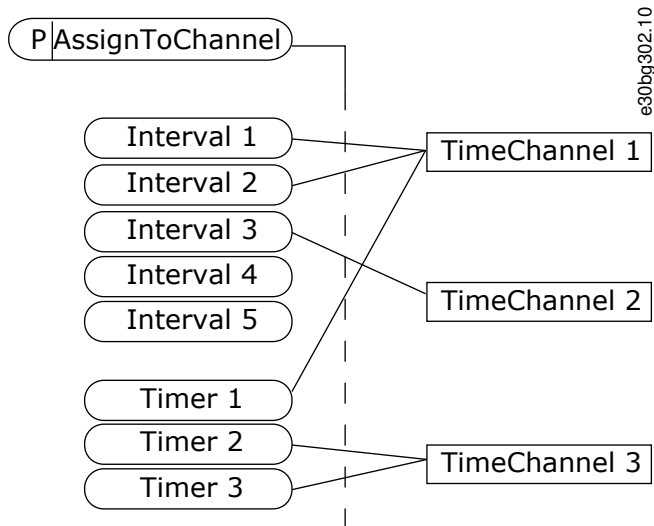 P AssignToChannel
e30bg302.10
Interval 1
TimeChannel 1
Interval 2
Interval 3
Interval 4
TimeChannel 2
Interval 5
Timer 1
Timer 2
TimeChannel 3
Timer 3